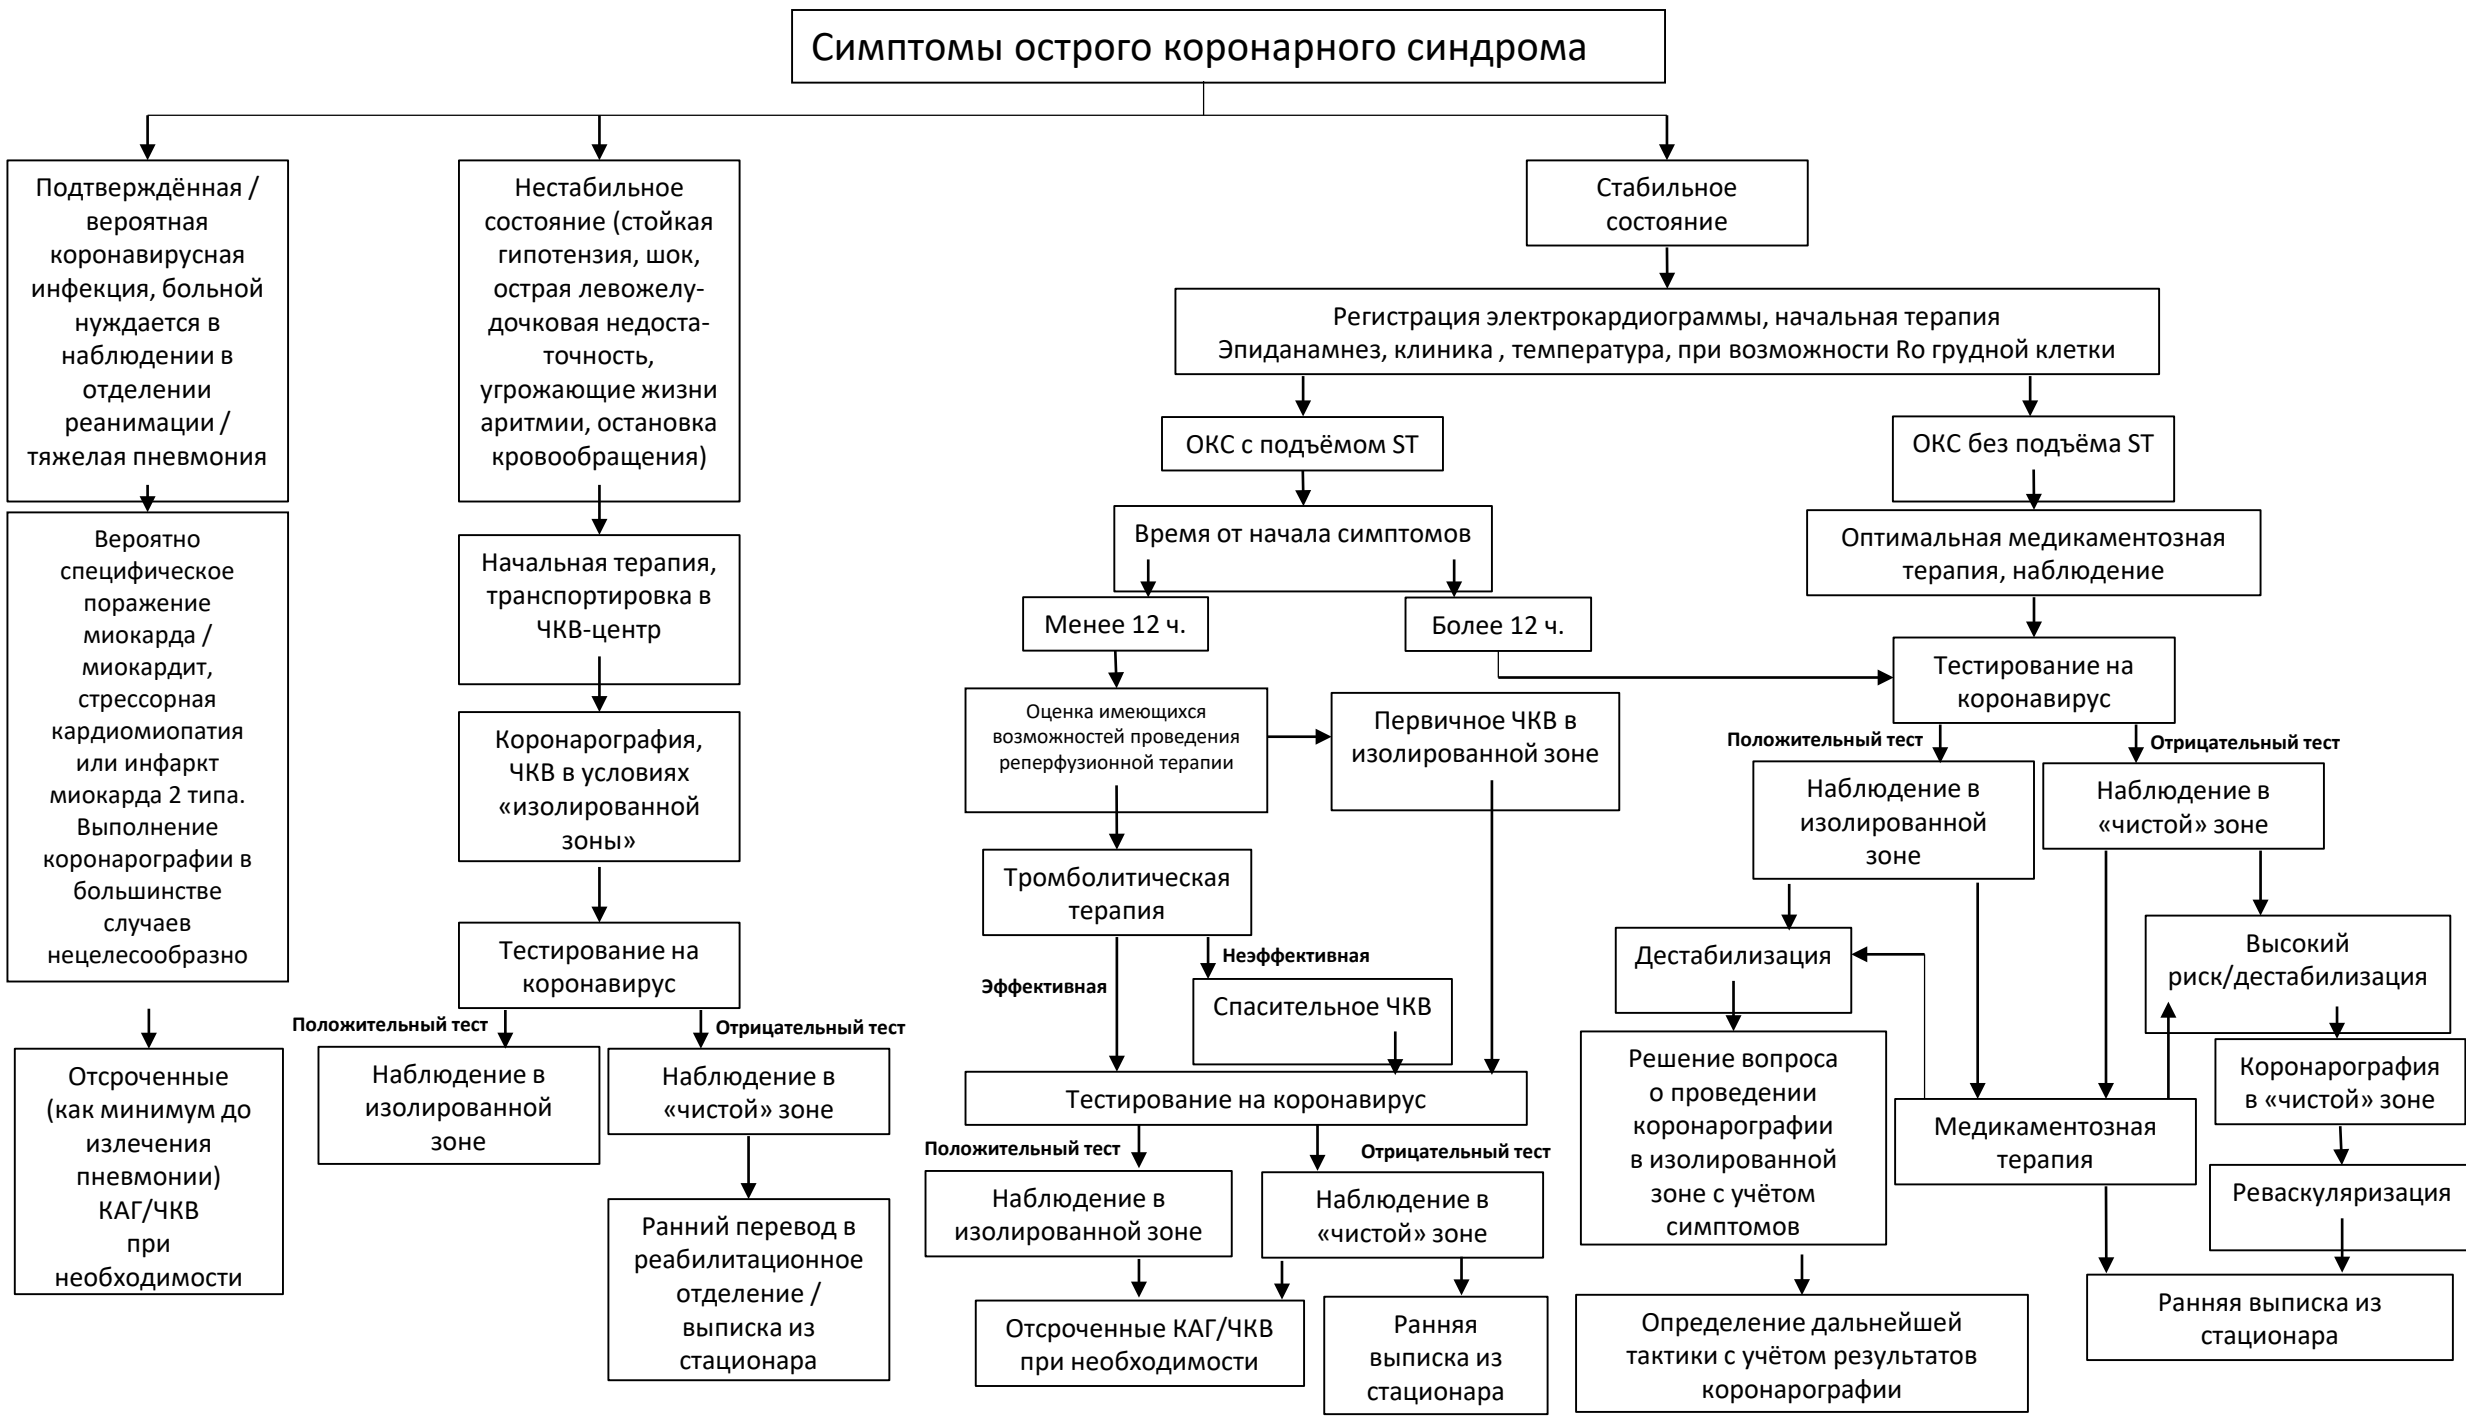 Симптомы острого коронарного синдрома
Подтверждённая /
вероятная
коронавирусная
инфекция, больной
нуждается в
наблюдении в
отделении
реанимации /
тяжелая пневмония
Вероятно
специфическое
поражение
миокарда /
миокардит,
стрессорная
кардиомиопатия
или инфаркт
миокарда 2 типа.
Выполнение
коронарографии в
большинстве
случаев
нецелесообразно
Отсроченные
(как минимум до
излечения
пневмонии)
КАГ/ЧКВ
при
необходимости
Нестабильное
состояние (стойкая
гипотензия, шок,
острая левожелу-
дочковая недоста-
точность,
угрожающие жизни
аритмии, остановка
кровообращения)
Начальная терапия,
транспортировка в
ЧКВ-центр
Коронарография,
ЧКВ в условиях
«изолированной
зоны»
Тестирование на
коронавирус
Положительный тест
Отрицательный тест
Наблюдение в
изолированной
зоне
Наблюдение в
«чистой» зоне
Ранний перевод в
реабилитационное
отделение /
выписка из
стационара
Стабильное
состояние
Регистрация электрокардиограммы, начальная терапия
Эпиданамнез, клиника , температура, при возможности Ro грудной клетки
ОКС с подъёмом ST
Время от начала симптомов
Менее 12 ч.
Более 12 ч.
Оценка имеющихся
возможностей проведения
реперфузионной терапии
Первичное ЧКВ в
изолированной зоне
Тромболитическая
терапия
Эффективная
Неэффективная
Спасительное ЧКВ
Тестирование на коронавирус
Положительный тест
Отрицательный тест
Наблюдение в
изолированной зоне
Наблюдение в
«чистой» зоне
Отсроченные КАГ/ЧКВ
при необходимости
Ранняя
выписка из
стационара
ОКС без подъёма ST
Оптимальная медикаментозная
терапия, наблюдение
Тестирование на
коронавирус
Положительный тест
Отрицательный тест
Наблюдение в
изолированной
зоне
Наблюдение в
«чистой» зоне
Дестабилизация
Высокий
риск/дестабилизация
Решение вопроса
о проведении
коронарографии
в изолированной
зоне с учётом
симптомов
Медикаментозная
терапия
Коронарография
в «чистой» зоне
Реваскуляризация
Определение дальнейшей
тактики с учётом результатов
коронарографии
Ранняя выписка из
стационара